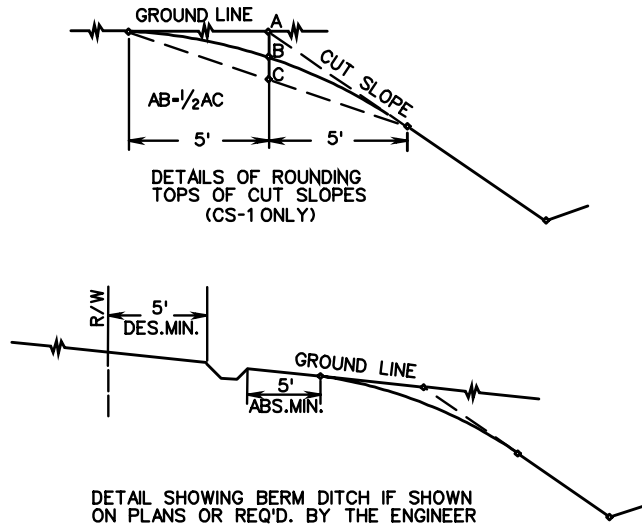 GROUND LINE
A
B
C
CUT SLOPE
AB=½AC
5'
5'
DETAILS OF ROUNDING
TOPS OF CUT SLOPES
(CS-1 ONLY)
R/W
5'
DES.MIN.
GROUND LINE
5'
ABS.MIN.
DETAIL SHOWING BERM DITCH IF SHOWN
ON PLANS OR REQ'D. BY THE ENGINEER